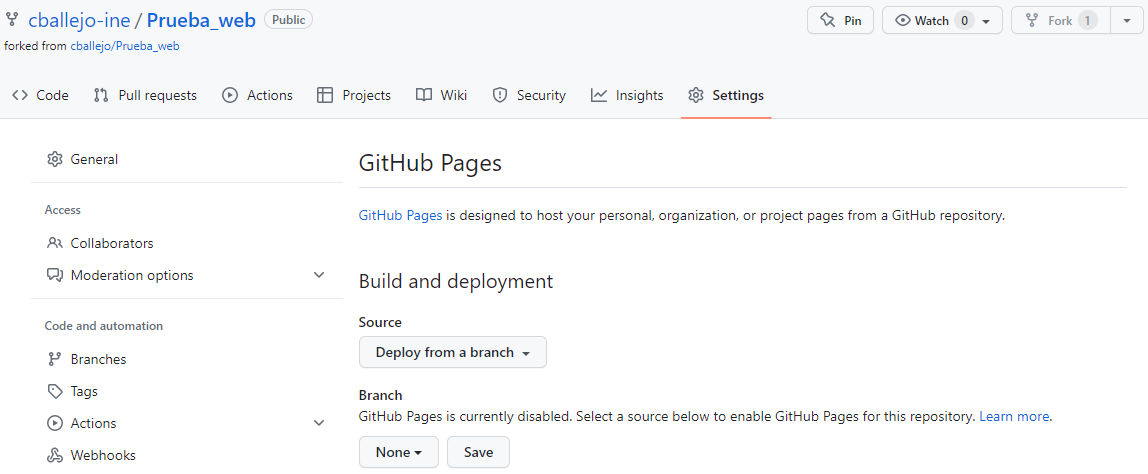 cballejo-ine / Prueba_web Public Pin Watch 0 Fork 1
forked from cballejo/Prueba_web
Code Pull requests Actions Projects Wiki Security Insights Settings
General
Access
Collaborators
Moderation options
Code and automation
Branches
Tags
Actions
Webhooks
GitHub Pages
GitHub Pages is designed to host your personal, organization, or project pages from a GitHub repository.
Build and deployment
Source
Deploy from a branch
Branch
GitHub Pages is currently disabled. Select a source below to enable GitHub Pages for this repository. Learn more.
None Save